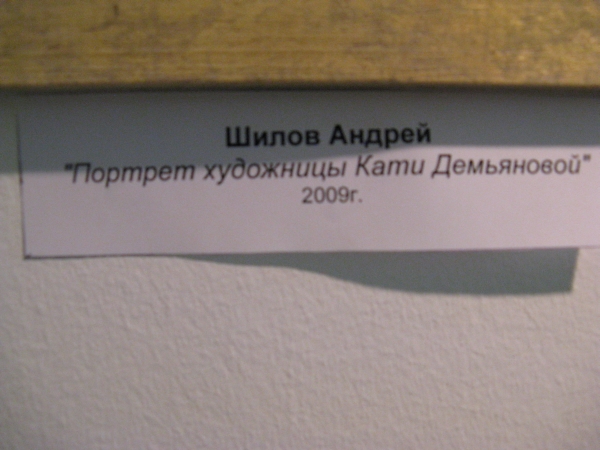 Шилов Андрей
"Портрет художницы Кати Демьяновой"
2009г.